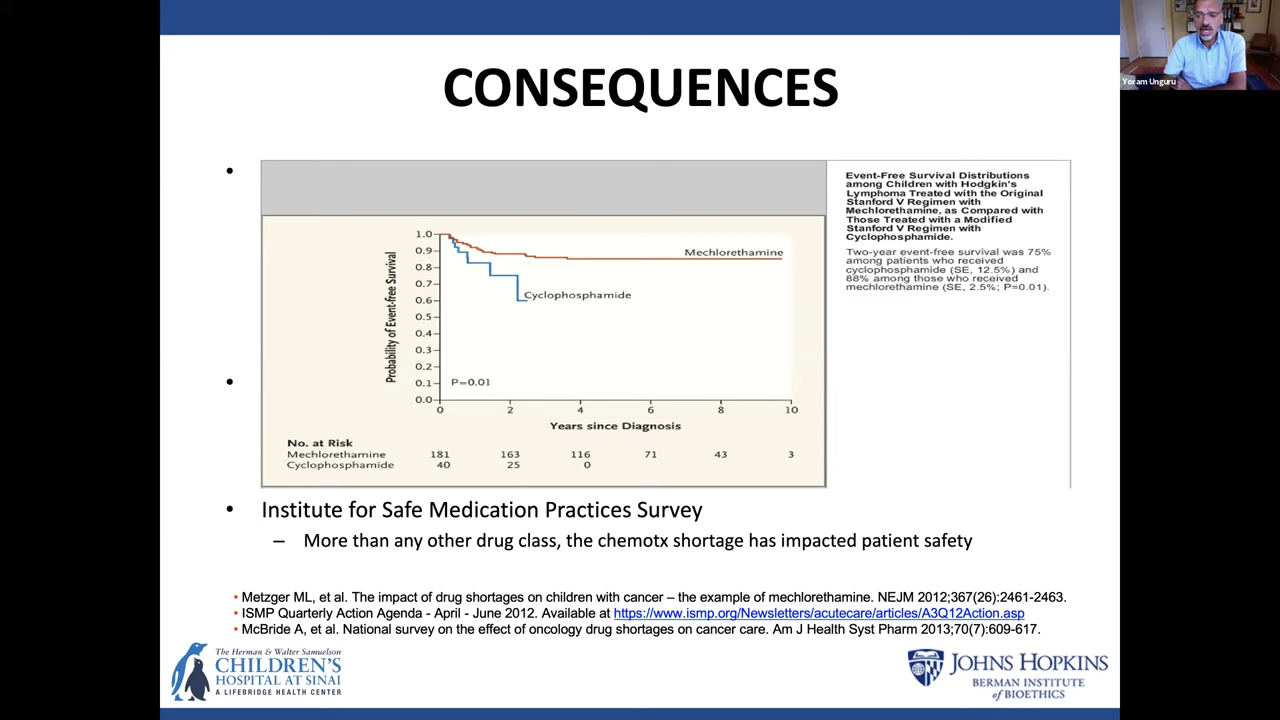 CONSEQUENCES
Yoram Unguru
Event-Free Survival Distributions
among Children with Hodgkin's
Lymphoma Treated with the Original
Stanford V Regimen with
Mechlorethamine, as Compared with
Those Treated with a Modified
Stanford V Regimen with
Cyclophosphamide.
Two-year event-free survival was 75%
among patients who received
cyclophosphamide (SE, 12.5%) and
88% among those who received
mechlorethamine (SE, 2.5%; P=0.01).
Probability of Event-free Survival
1.0
0.9
0.8
0.7
0.6
0.5
0.4
0.3
0.2
0.1
0.0
Mechlorethamine
Cyclophosphamide
P=0.01
0 2 4 6 8 10
Years since Diagnosis
No. at Risk
Mechlorethamine 181 163 116 71 43 3
Cyclophosphamide 40 25 0
• Institute for Safe Medication Practices Survey
– More than any other drug class, the chemotx shortage has impacted patient safety
• Metzger ML, et al. The impact of drug shortages on children with cancer – the example of mechlorethamine. NEJM 2012;367(26):2461-2463.
• ISMP Quarterly Action Agenda - April - June 2012. Available at https://www.ismp.org/Newsletters/acutecare/articles/A3Q12Action.asp
• McBride A, et al. National survey on the effect of oncology drug shortages on cancer care. Am J Health Syst Pharm 2013;70(7):609-617.
The Herman & Walter Samuelson
CHILDREN'S
HOSPITAL AT SINAI
A LIFEBRIDGE HEALTH CENTER
JOHNS HOPKINS
BERMAN INSTITUTE
of BIOETHICS